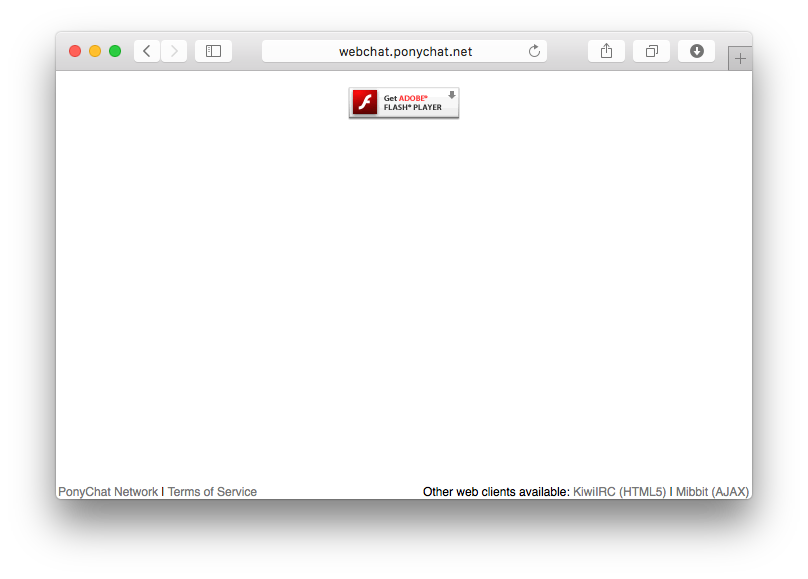 webchat.ponychat.net
Get ADOBE®
FLASH® PLAYER
PonyChat Network | Terms of Service
Other web clients available: KiwiIRC (HTML5) | Mibbit (AJAX)